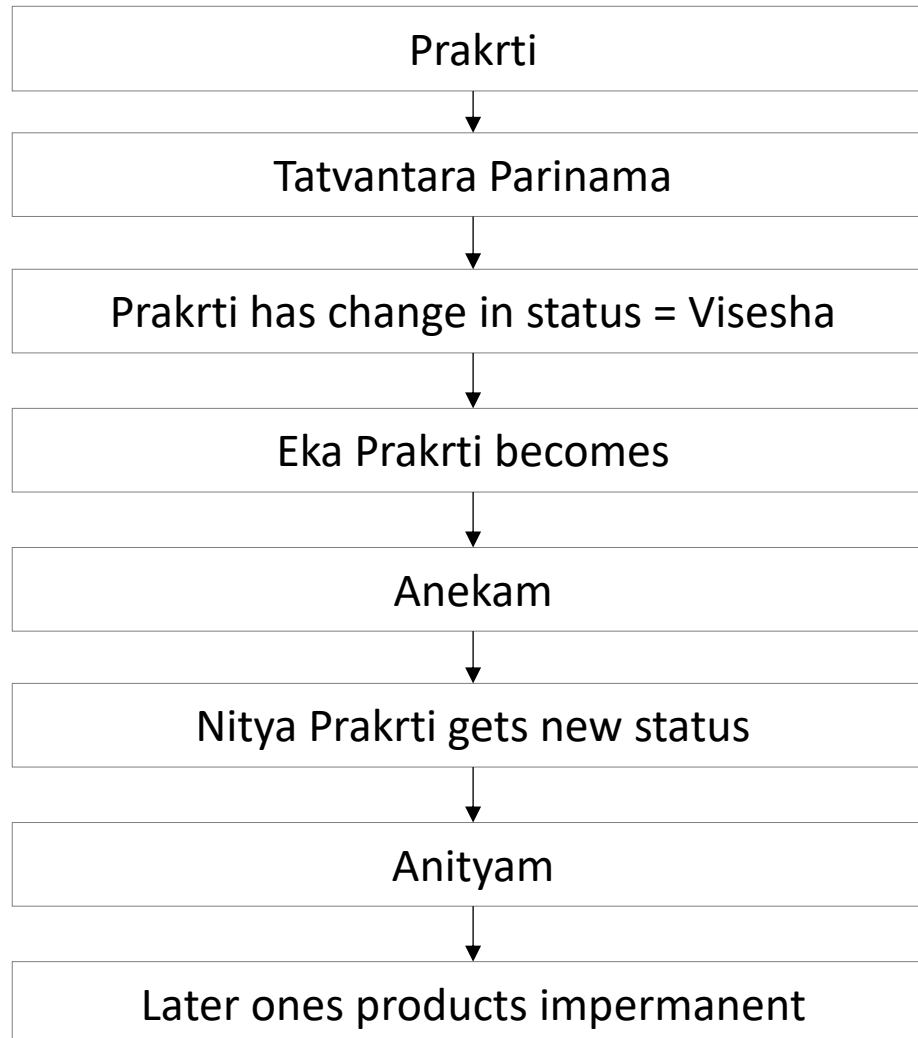 Prakrti
Tatvantara Parinama
Prakrti has change in status = Visesha
Eka Prakrti becomes
Anekam
Nitya Prakrti gets new status
Anityam
Later ones products impermanent